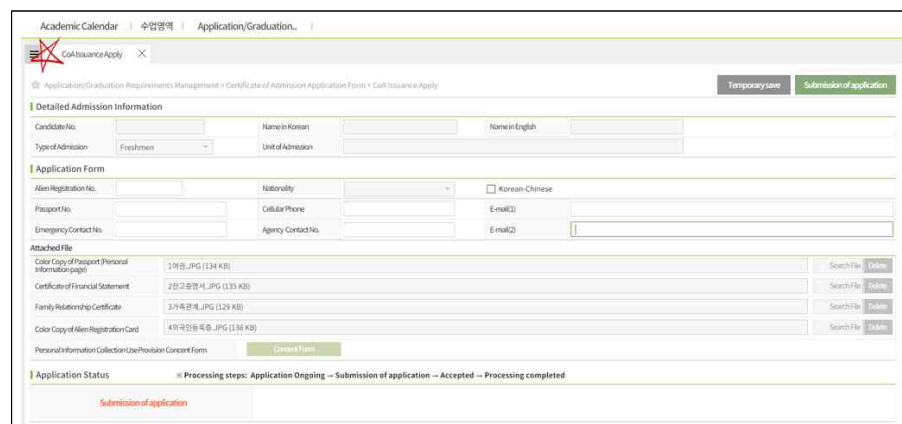 Academic Calendar | 수업영역 | Application/Graduation.. |
CoA Issuance Apply ×
Application/Graduation Requirements Management > Certificate of Admission Application Form > CoA Issuance Apply Temporary save Submission of application
Detailed Admission Information
Candidate No. Name in Korean Name in English
Type of Admission Freshmen Unit of Admission
Application Form
Alien Registration No. Nationality Korean-Chinese
Passport No. Cellular Phone E-mail(1)
Emergency Contact No. Agency Contact No. E-mail(2)
Attached File
Color Copy of Passport (Personal
Information page) 1여권.JPG (134 KB) Search File Delete
Certificate of Financial Statement 2잔고증명서.JPG (135 KB) Search File Delete
Family Relationship Certificate 3가족관계.JPG (129 KB) Search File Delete
Color Copy of Alien Registration Card 4외국인등록증.JPG (136 KB) Search File Delete
Personal Information Collection Use Provision Concent Form Concent Form
Application Status ※ Processing steps: Application Ongoing → Submission of application → Accepted → Processing completed
Submission of application